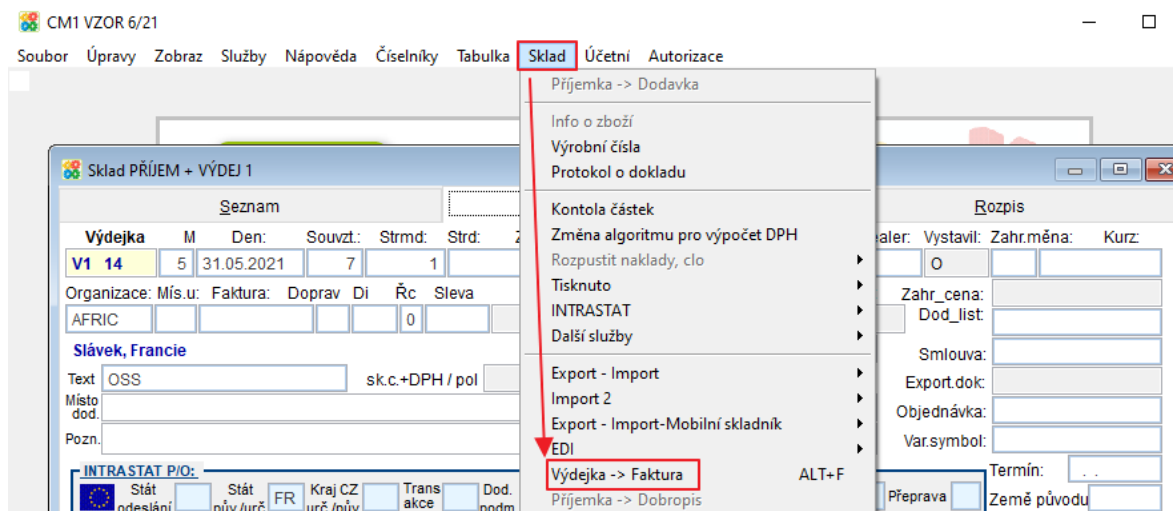 CM1 VZOR 6/21
Soubor Úpravy Zobraz Služby Nápověda Číselníky Tabulka Sklad Účetní Autorizace
Příjemka -> Dodavka
Info o zboží
Výrobní čísla
Protokol o dokladu
Kontola částek
Změna algoritmu pro výpočet DPH
Rozpustit naklady, clo
Tisknuto
INTRASTAT
Další služby
Export - Import
Import 2
Export - Import-Mobilní skladník
EDI
Výdejka -> Faktura ALT+F
Příjemka -> Dobropis
Sklad PŘÍJEM + VÝDEJ 1
Seznam Rozpis
Výdejka M Den: Souvzt.: Strmd: Strd: Vystavil: Zahr.měna: Kurz:
V1 14 5 31.05.2021 7 1 O
Organizace: Mís.u: Faktura: Doprav Di Řc Sleva Zahr_cena:
AFRIC 0 Dod_list:
Slávek, Francie Smlouva:
Text OSS sk.c.+DPH / pol Export.dok:
Místo dod. Objednávka:
Pozn. Var.symbol:
INTRASTAT P/O: Termín: . .
Stát odeslání Stát pův./urč FR Kraj CZ urč./pův Trans akce Dod. podm Přeprava Země původu